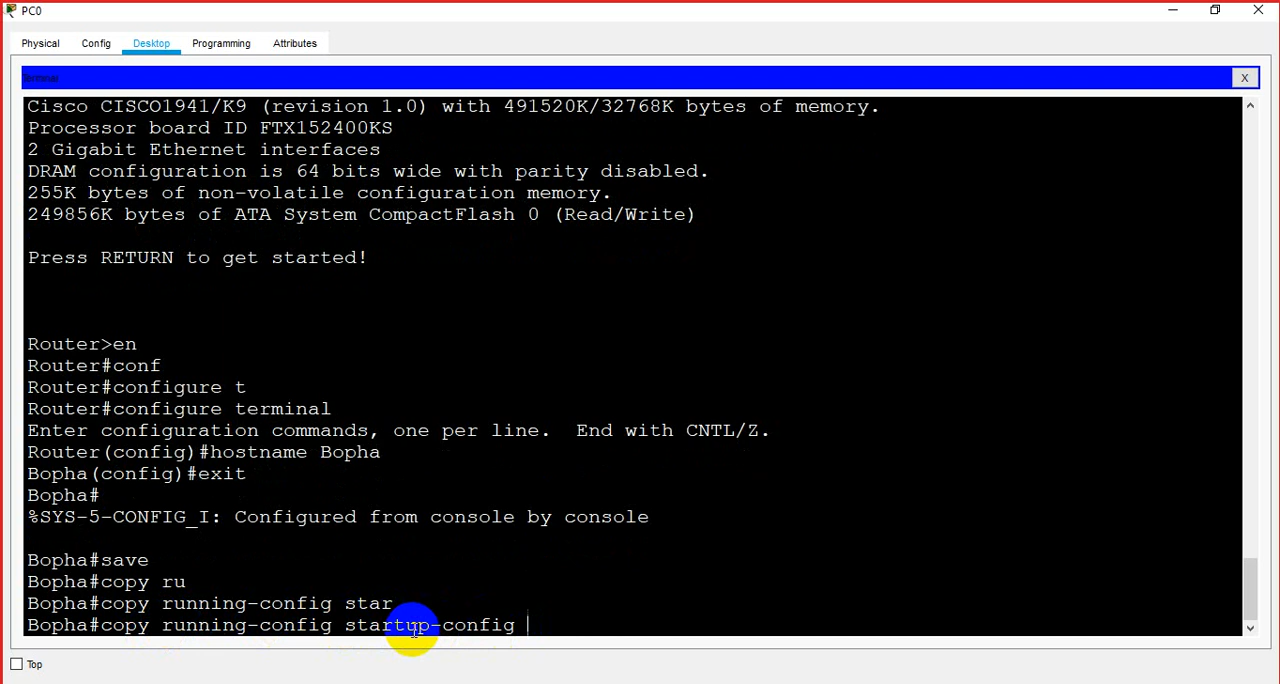 PC0
Physical Config Desktop Programming Attributes
Terminal
X
Cisco CISCO1941/K9 (revision 1.0) with 491520K/32768K bytes of memory.
Processor board ID FTX152400KS
2 Gigabit Ethernet interfaces
DRAM configuration is 64 bits wide with parity disabled.
255K bytes of non-volatile configuration memory.
249856K bytes of ATA System CompactFlash 0 (Read/Write)
Press RETURN to get started!
Router>en
Router#conf
Router#configure t
Router#configure terminal
Enter configuration commands, one per line.  End with CNTL/Z.
Router(config)#hostname Bopha
Bopha(config)#exit
Bopha#
%SYS-5-CONFIG_I: Configured from console by console
Bopha#save
Bopha#copy ru
Bopha#copy running-config star
Bopha#copy running-config startup-config
Top